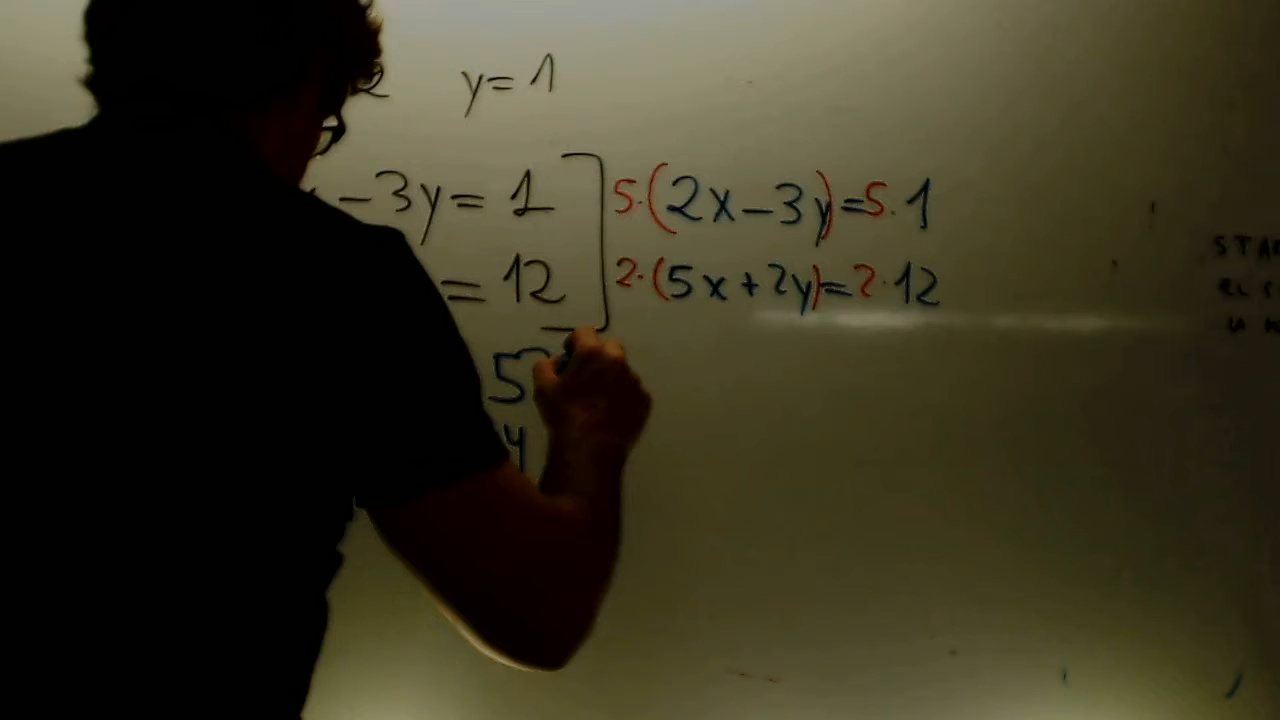 y = 1
- 3y = 1
5·(2x - 3y) = 5·1
= 12
2·(5x + 2y) = 2·12
5
4